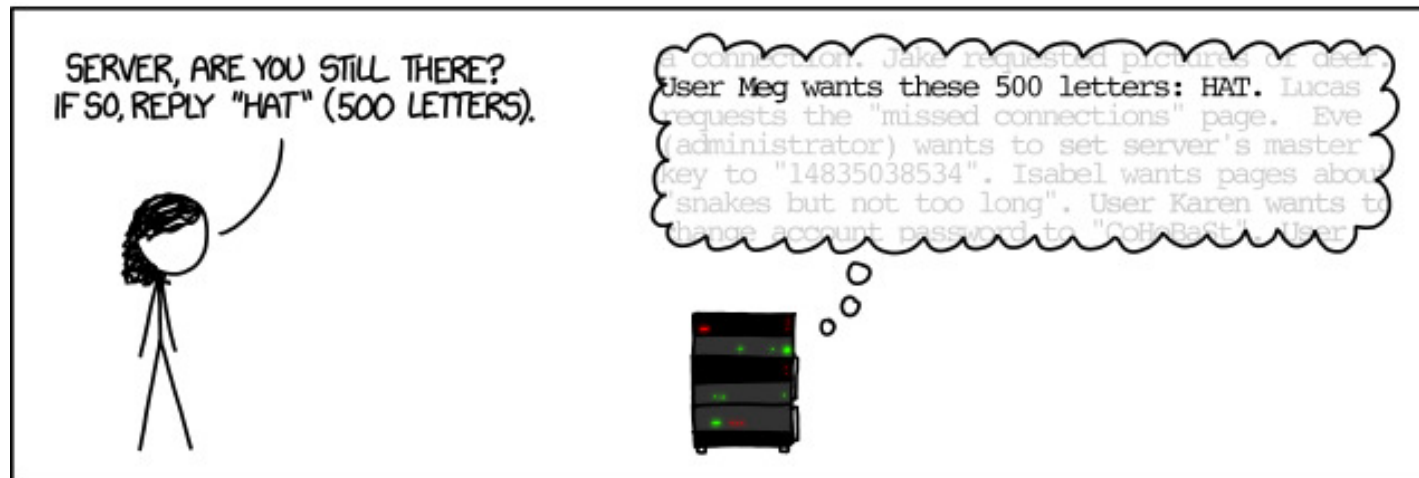 SERVER, ARE YOU STILL THERE?
IF SO, REPLY "HAT" (500 LETTERS).
a connection. Jake requested pictures of deer.
User Meg wants these 500 letters: HAT. Lucas
requests the "missed connections" page.  Eve
(administrator) wants to set server's master
key to "14835038534". Isabel wants pages about
"snakes but not too long". User Karen wants to
change account password to "CoHoBaSt". User